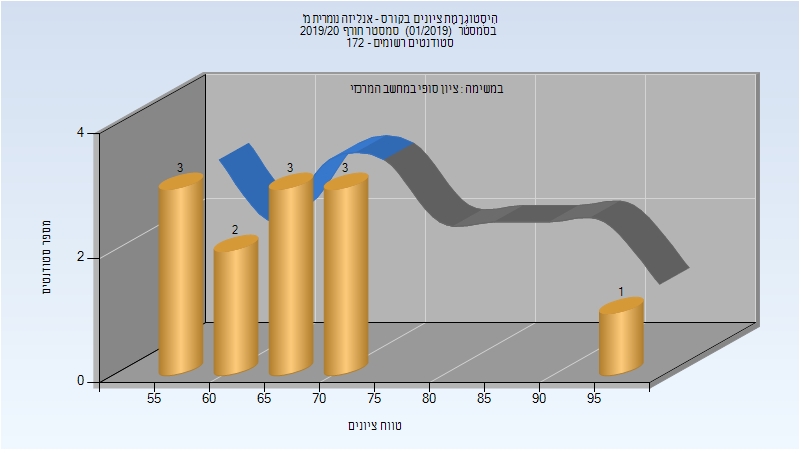 היסטוגרמת ציונים בקורס - אנליזה נומרית מ'
בסמסטר (01/2019) סמסטר חורף 2019/20
סטודנטים רשומים - 172
במשימה : ציון סופי במחשב המרכזי
מספר סטודנטים
4
2
0
3
2
3
3
1
55 60 65 70 75 80 85 90 95
טווח ציונים